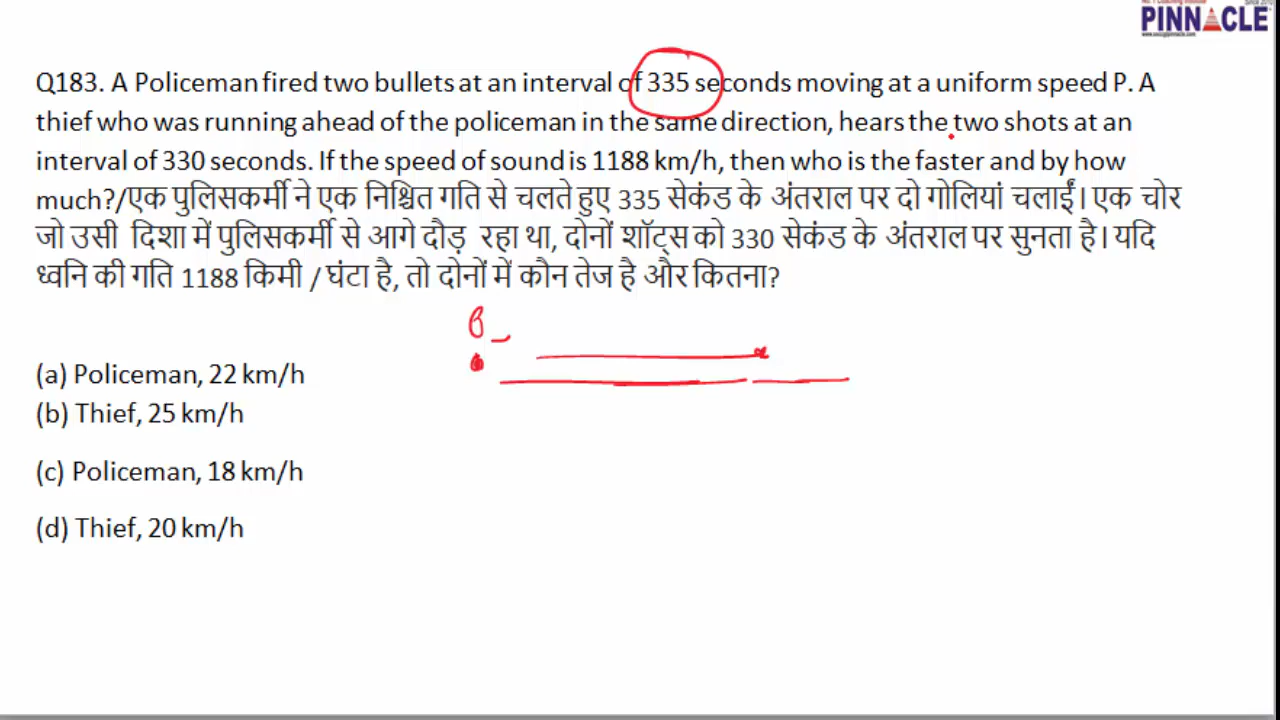 PINNACLE
Q183. A Policeman fired two bullets at an interval of 335 seconds moving at a uniform speed P. A
thief who was running ahead of the policeman in the same direction, hears the two shots at an
interval of 330 seconds. If the speed of sound is 1188 km/h, then who is the faster and by how
much?/एक पुलिसकर्मी ने एक निश्चित गति से चलते हुए 335 सेकंड के अंतराल पर दो गोलियां चलाईं। एक चोर
जो उसी दिशा में पुलिसकर्मी से आगे दौड़ रहा था, दोनों शॉट्स को 330 सेकंड के अंतराल पर सुनता है। यदि
ध्वनि की गति 1188 किमी / घंटा है, तो दोनों में कौन तेज है और कितना?
(a) Policeman, 22 km/h
(b) Thief, 25 km/h
(c) Policeman, 18 km/h
(d) Thief, 20 km/h